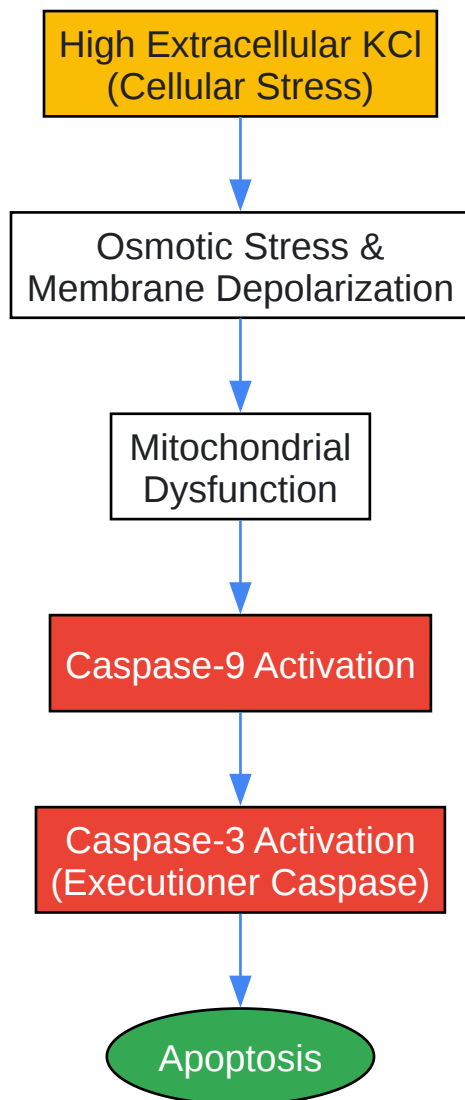 High Extracellular KCl
(Cellular Stress)
Osmotic Stress &
Membrane Depolarization
Mitochondrial
Dysfunction
Caspase-9 Activation
Caspase-3 Activation
(Executioner Caspase)
Apoptosis